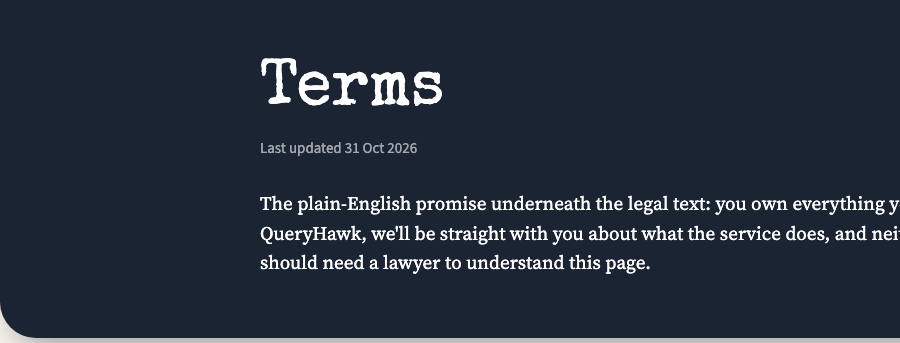 Terms
Last updated 31 Oct 2026
The plain-English promise underneath the legal text: you own everything
QueryHawk, we'll be straight with you about what the service does, and
should need a lawyer to understand this page.